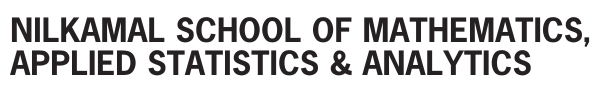 NILKAMAL SCHOOL OF MATHEMATICS,
APPLIED STATISTICS & ANALYTICS